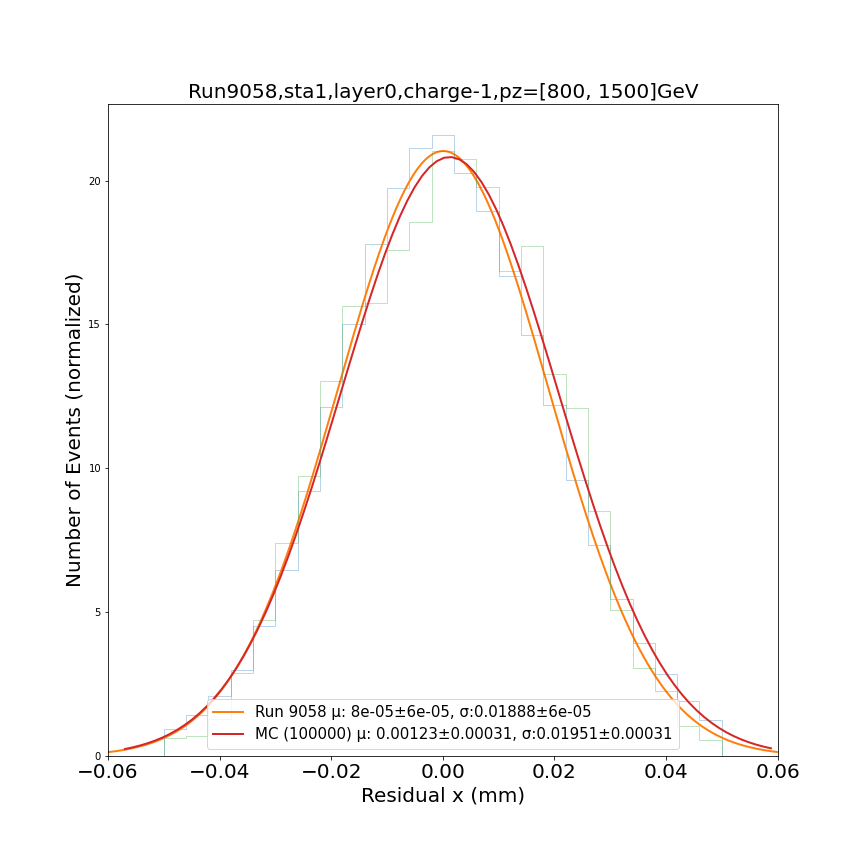 Run9058,sta1,layer0,charge-1,pz=[800, 1500]GeV
Number of Events (normalized)
20
15
10
5
0
Run 9058 μ: 8e-05±6e-05, σ:0.01888±6e-05
MC (100000) μ: 0.00123±0.00031, σ:0.01951±0.00031
−0.06 −0.04 −0.02 0.00 0.02 0.04 0.06
Residual x (mm)